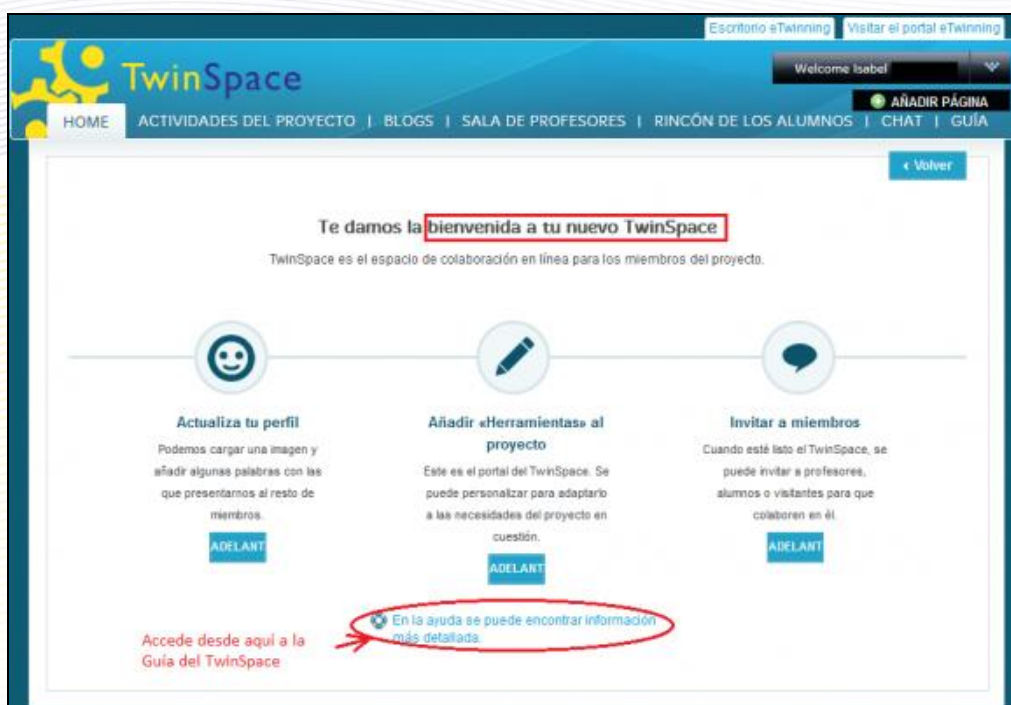 Escritorio eTwinning Visitar el portal eTwinning
TwinSpace
Welcome Isabel
AÑADIR PÁGINA
HOME ACTIVIDADES DEL PROYECTO | BLOGS | SALA DE PROFESORES | RINCÓN DE LOS ALUMNOS | CHAT | GUÍA
‹ Volver
Te damos la bienvenida a tu nuevo TwinSpace
TwinSpace es el espacio de colaboración en línea para los miembros del proyecto.
Actualiza tu perfil
Podemos cargar una imagen y
añadir algunas palabras con las
que presentarnos al resto de
miembros.
ADELANT
Añadir «Herramientas» al
proyecto
Este es el portal del TwinSpace. Se
puede personalizar para adaptarlo
a las necesidades del proyecto en
cuestión.
ADELANT
Invitar a miembros
Cuando esté listo el TwinSpace, se
puede invitar a profesores,
alumnos o visitantes para que
colaboren en él.
ADELANT
En la ayuda se puede encontrar información
más detallada.
Accede desde aquí a la
Guía del TwinSpace